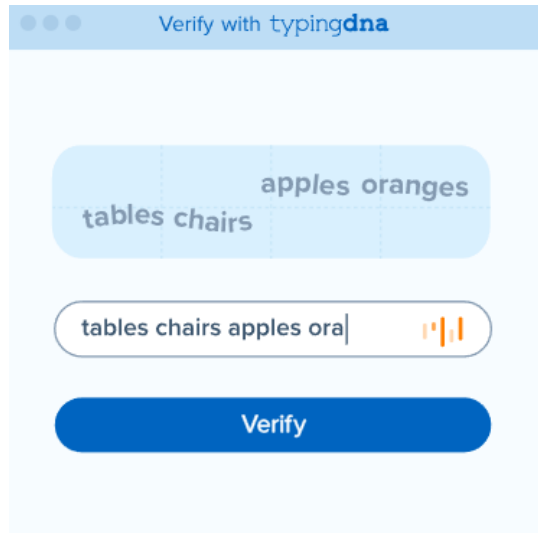 Verify with typingdna
apples oranges
tables chairs
tables chairs apples ora
Verify